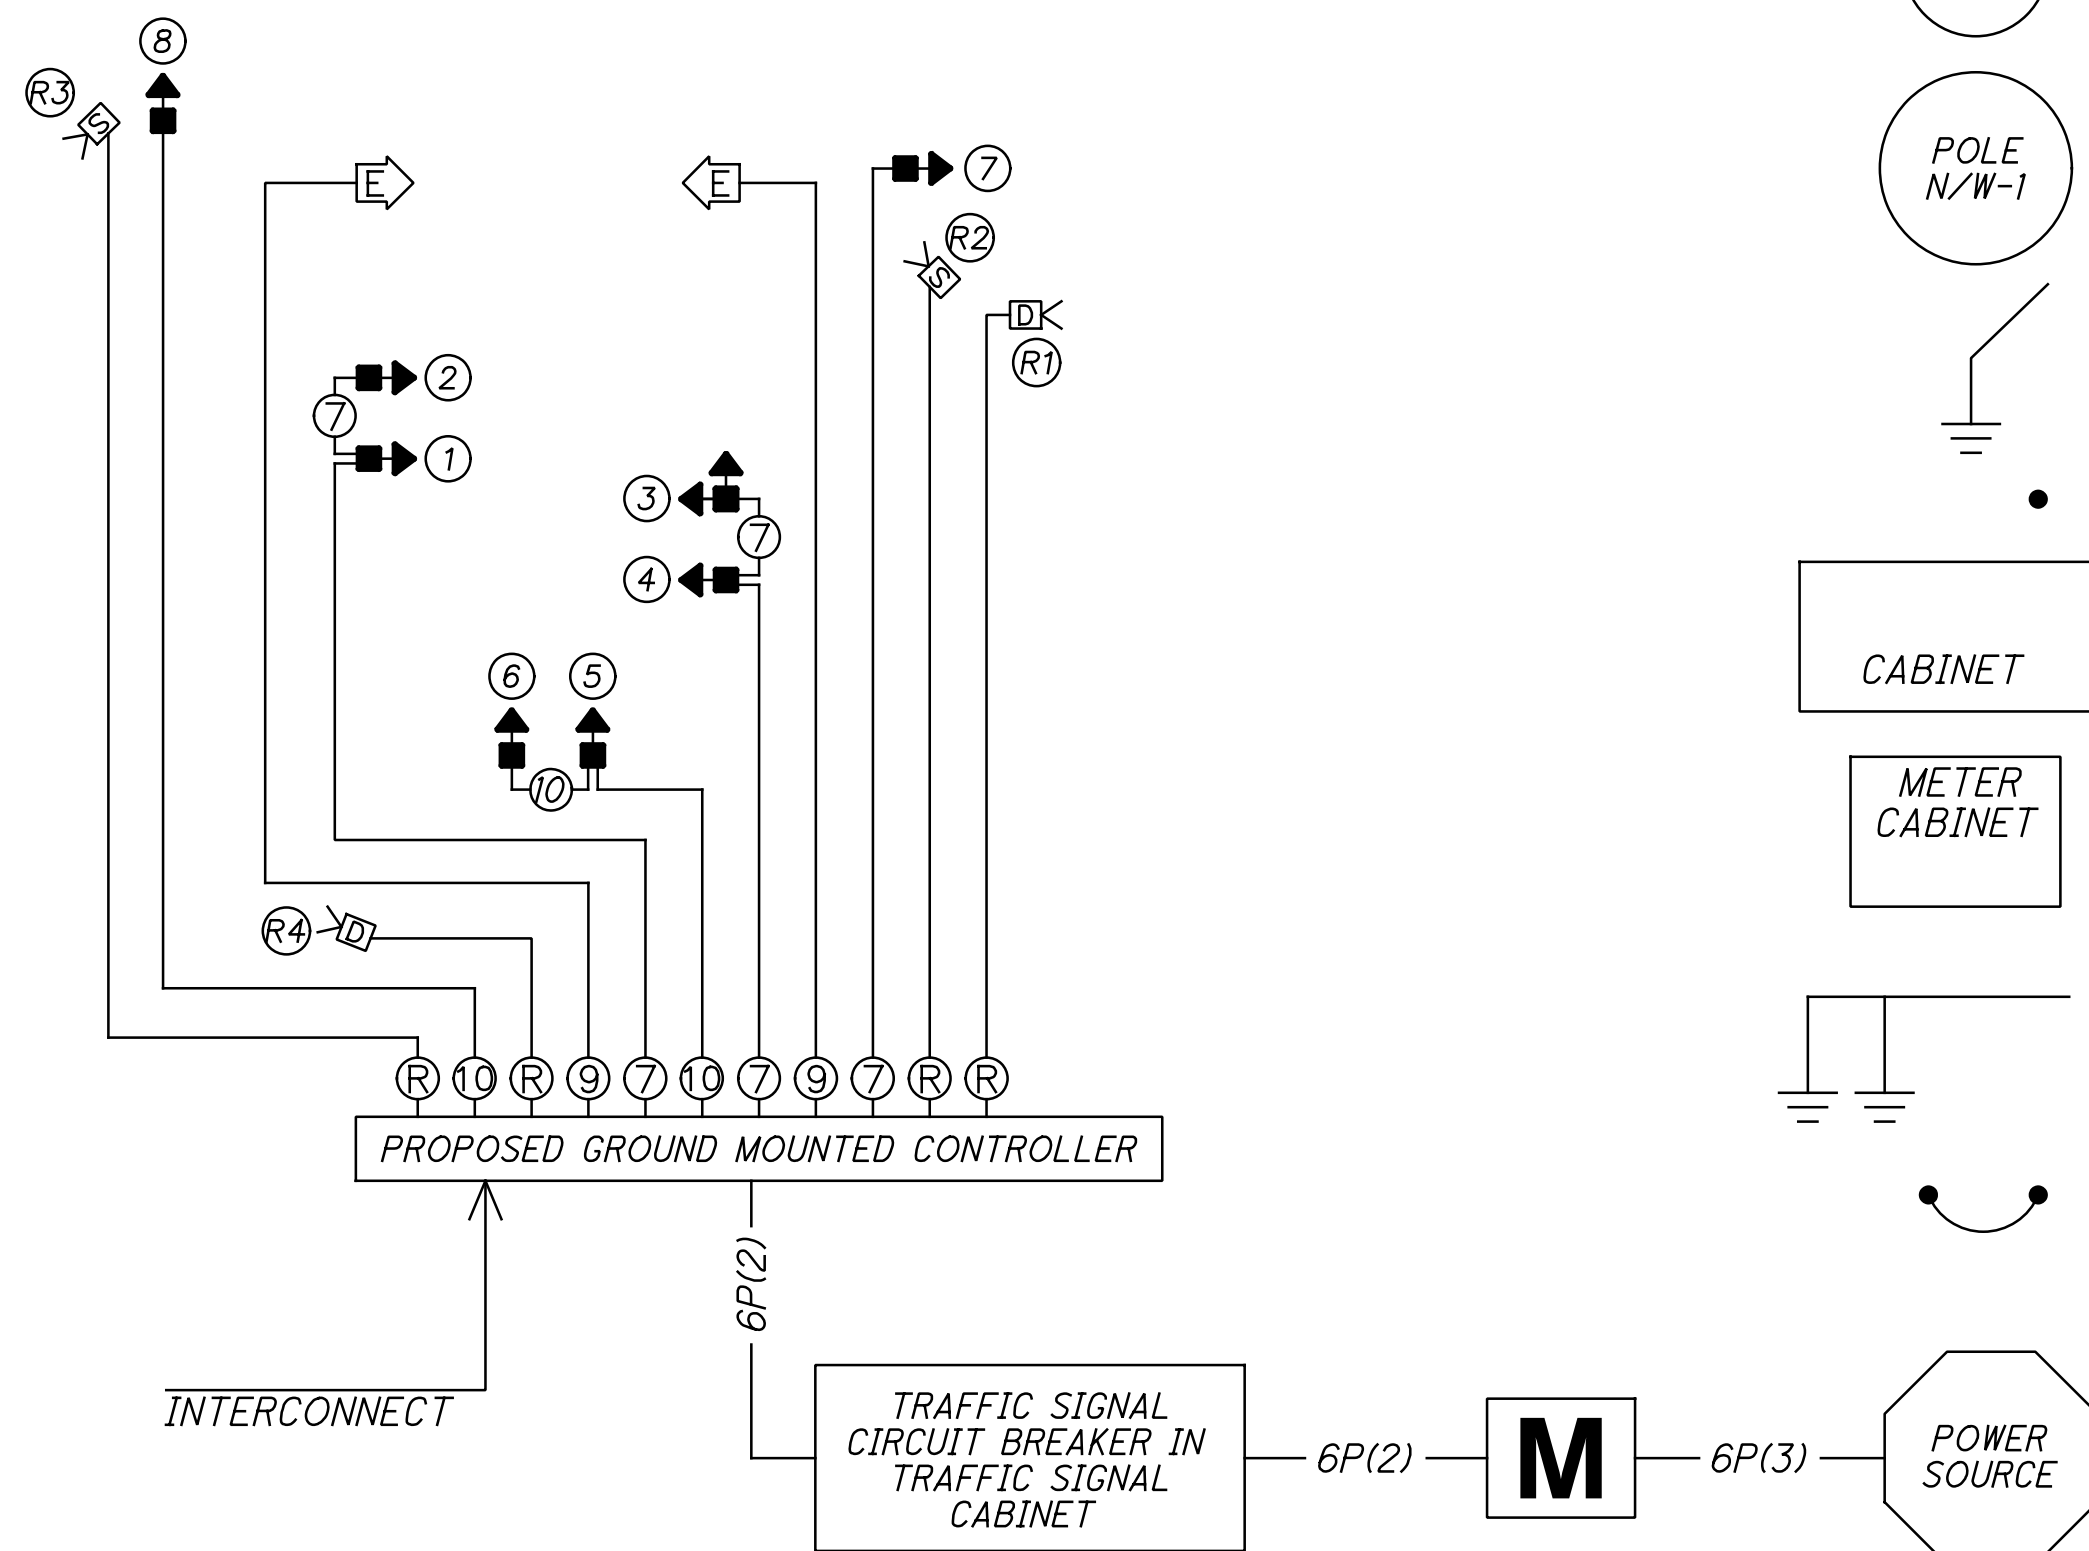 8
R3
S
POLE
N/W-1
7
E
E
R2
S
D
R1
2
7
1
3
7
4
CABINET
6
5
10
METER
CABINET
R4
D
R
10
R
9
7
10
7
9
7
R
R
PROPOSED GROUND MOUNTED CONTROLLER
6P(2)
INTERCONNECT
TRAFFIC SIGNAL
CIRCUIT BREAKER IN
TRAFFIC SIGNAL
CABINET
6P(2)
M
6P(3)
POWER
SOURCE